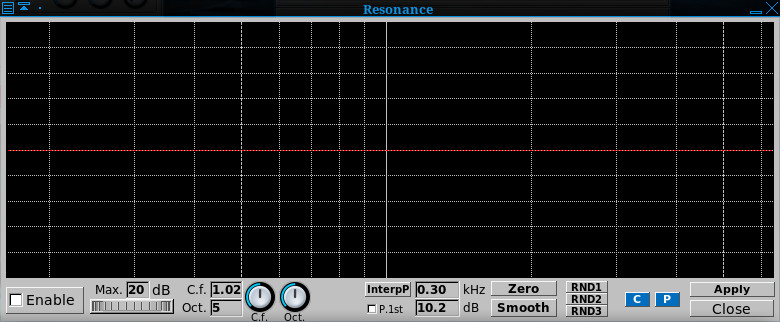 Resonance
Enable
Max. 20 dB
C.f. 1.02
Oct. 5
C.f. Oct.
InterpP 0.30 kHz
P.1st 10.2 dB
Zero
Smooth
RND1
RND2
RND3
C P
Apply
Close